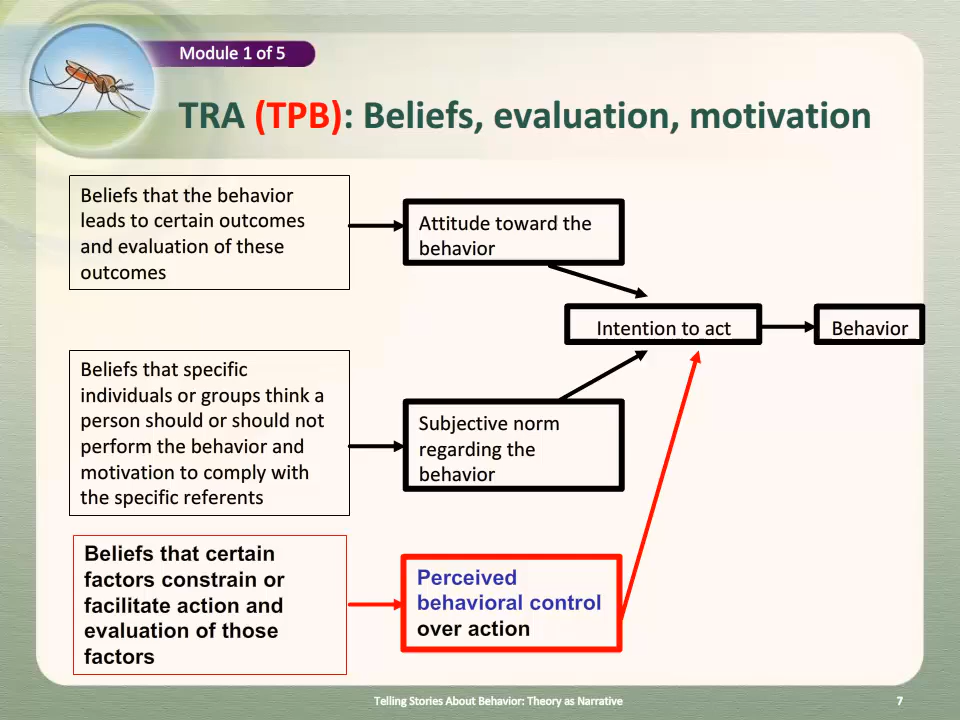 Module 1 of 5
TRA (TPB): Beliefs, evaluation, motivation
Beliefs that the behavior
leads to certain outcomes
and evaluation of these
outcomes
Attitude toward the
behavior
Intention to act
Behavior
Beliefs that specific
individuals or groups think a
person should or should not
perform the behavior and
motivation to comply with
the specific referents
Subjective norm
regarding the
behavior
Beliefs that certain
factors constrain or
facilitate action and
evaluation of those
factors
Perceived
behavioral control
over action
Telling Stories About Behavior: Theory as Narrative
7